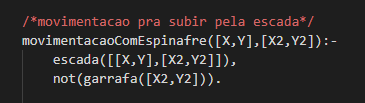 /*movimentacao pra subir pela escada*/
movimentacaoComEspinafre([X,Y],[X2,Y2]):-
escada([[X,Y],[X2,Y2]]),
not(garrafa([X2,Y2])).